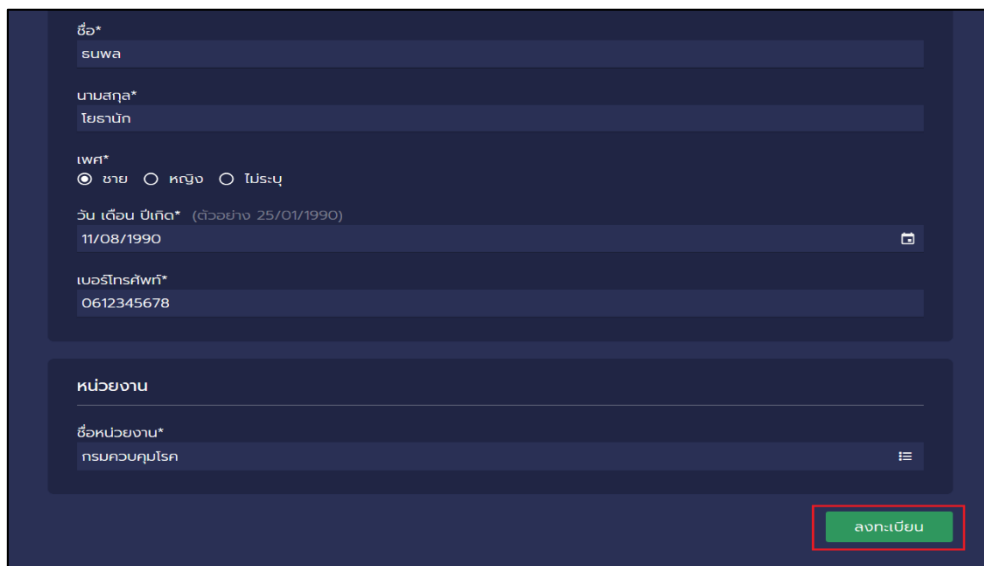 ชื่อ*
ธนพล
นามสกุล*
โยธานัก
เพศ*
ชาย หญิง ไม่ระบุ
วัน เดือน ปีเกิด* (ตัวอย่าง 25/01/1990)
11/08/1990
เบอร์โทรศัพท์*
0612345678
หน่วยงาน
ชื่อหน่วยงาน*
กรมควบคุมโรค
ลงทะเบียน